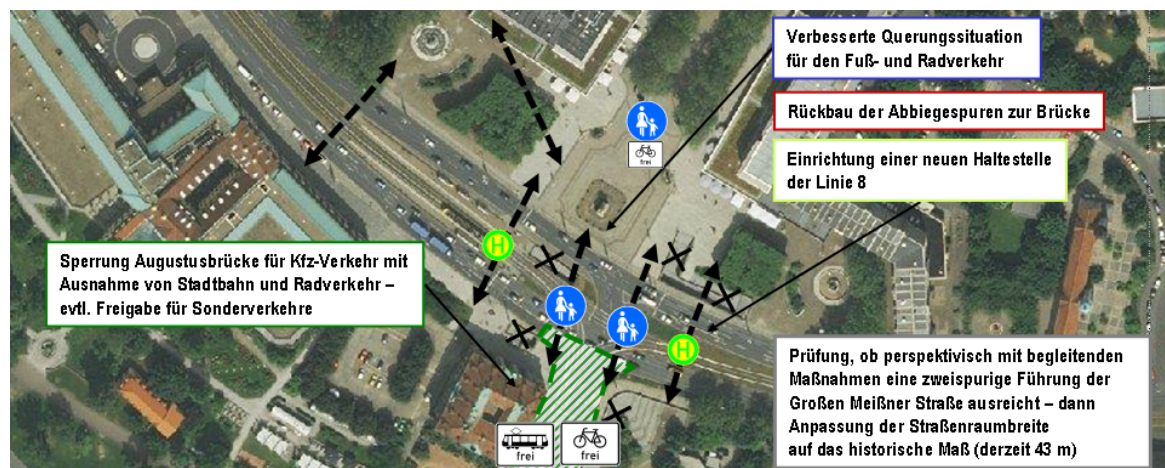 Verbesserte Querungssituation
für den Fuß- und Radverkehr
Rückbau der Abbiegespuren zur Brücke
Einrichtung einer neuen Haltestelle
der Linie 8
frei
H
Sperrung Augustusbrücke für Kfz-Verkehr mit
Ausnahme von Stadtbahn und Radverkehr –
evtl. Freigabe für Sonderverkehre
H
Prüfung, ob perspektivisch mit begleitenden
Maßnahmen eine zweispurige Führung der
Großen Meißner Straße ausreicht – dann
Anpassung der Straßenraumbreite
auf das historische Maß (derzeit 43 m)
frei
frei